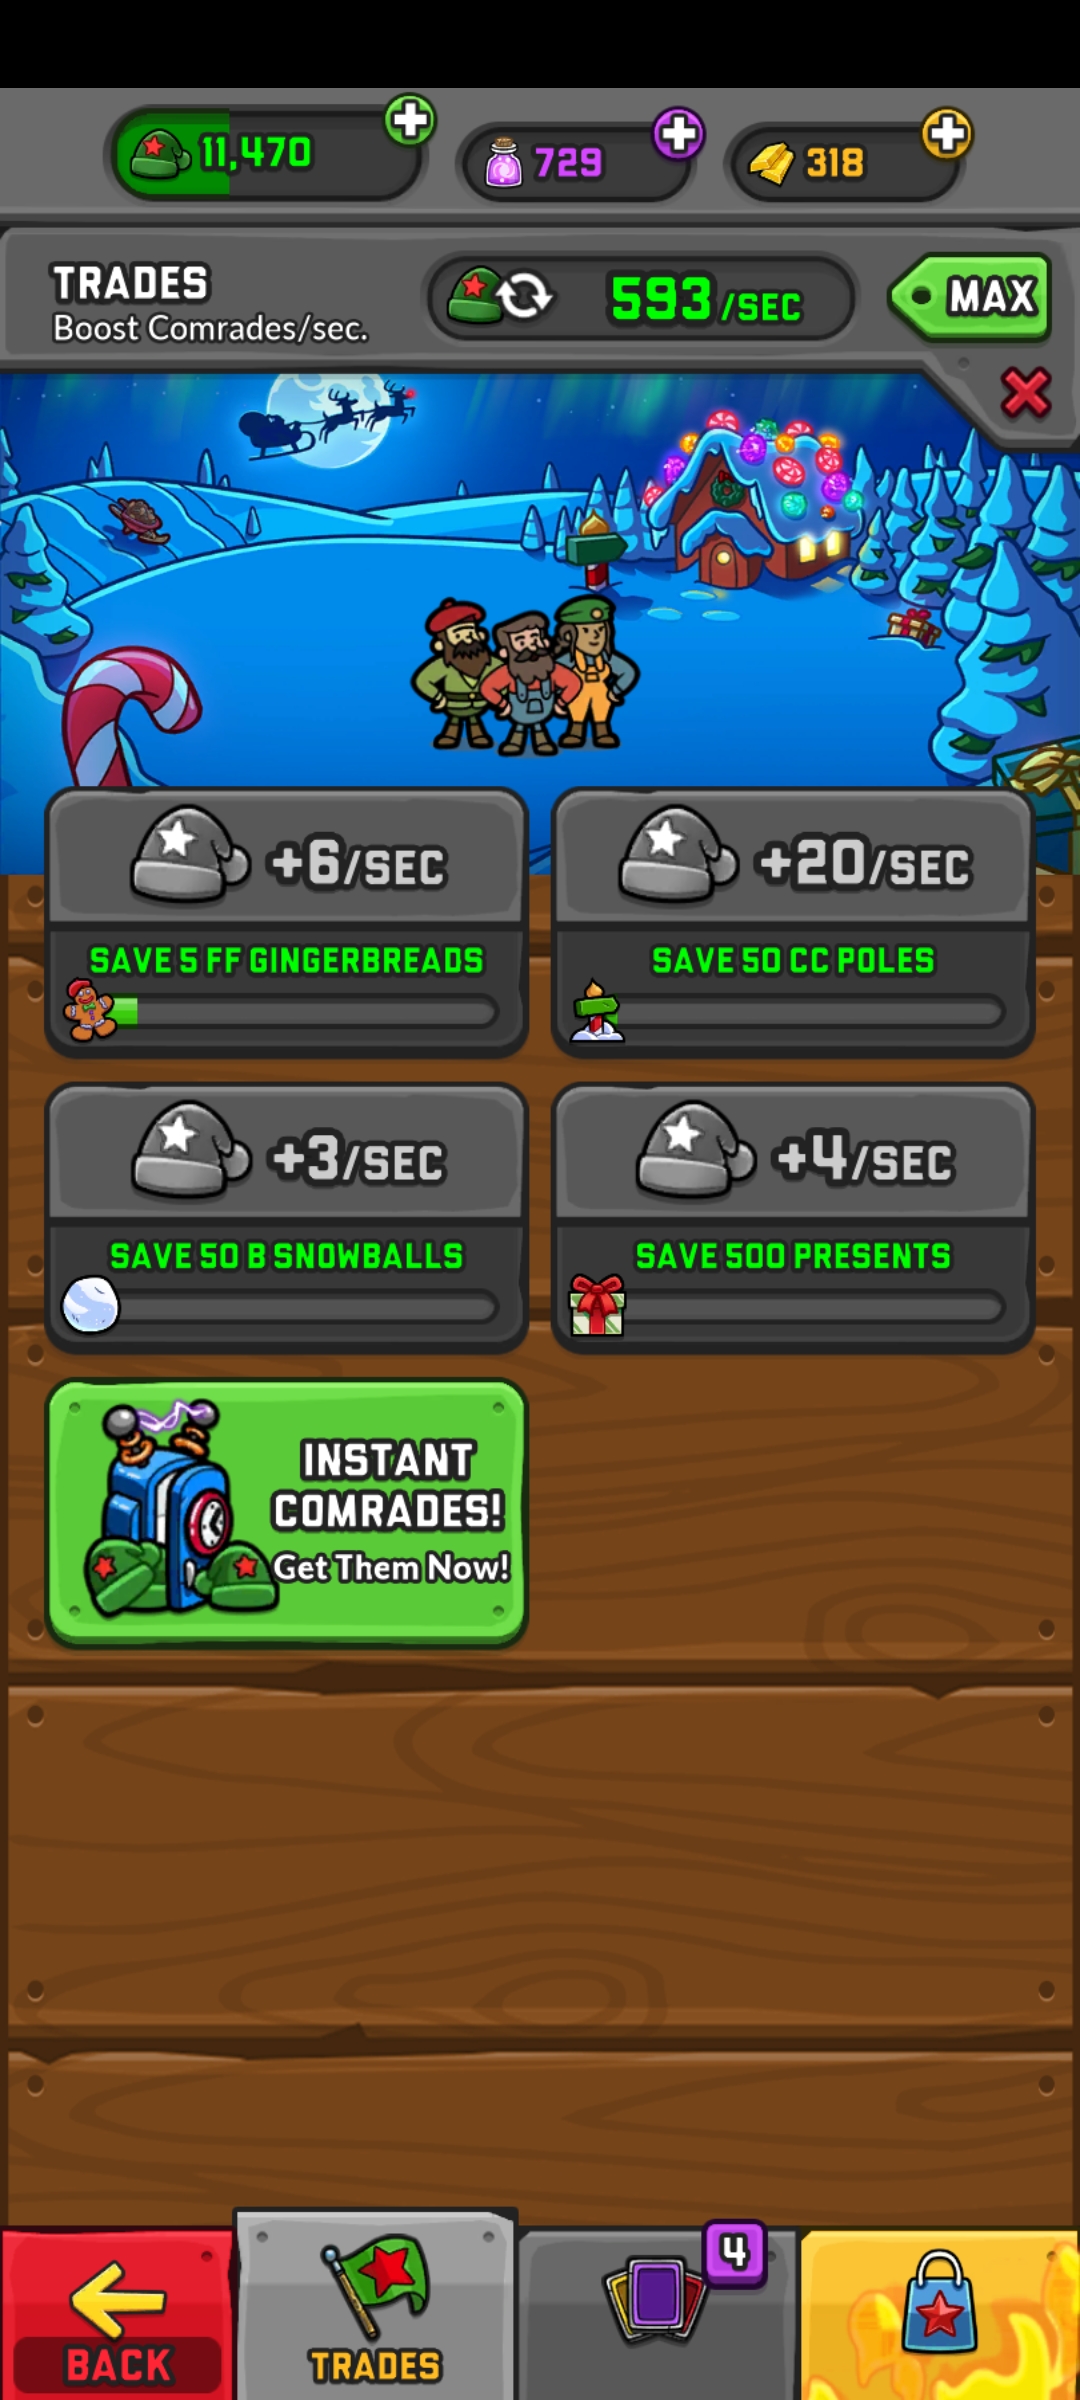 11,470
729
318
TRADES
Boost Comrades/sec.
593/SEC
MAX
+6/SEC
+20/SEC
SAVE 5 FF GINGERBREADS
SAVE 50 CC POLES
+3/SEC
+4/SEC
SAVE 50 B SNOWBALLS
SAVE 500 PRESENTS
INSTANT
COMRADES!
Get Them Now!
4
BACK
TRADES